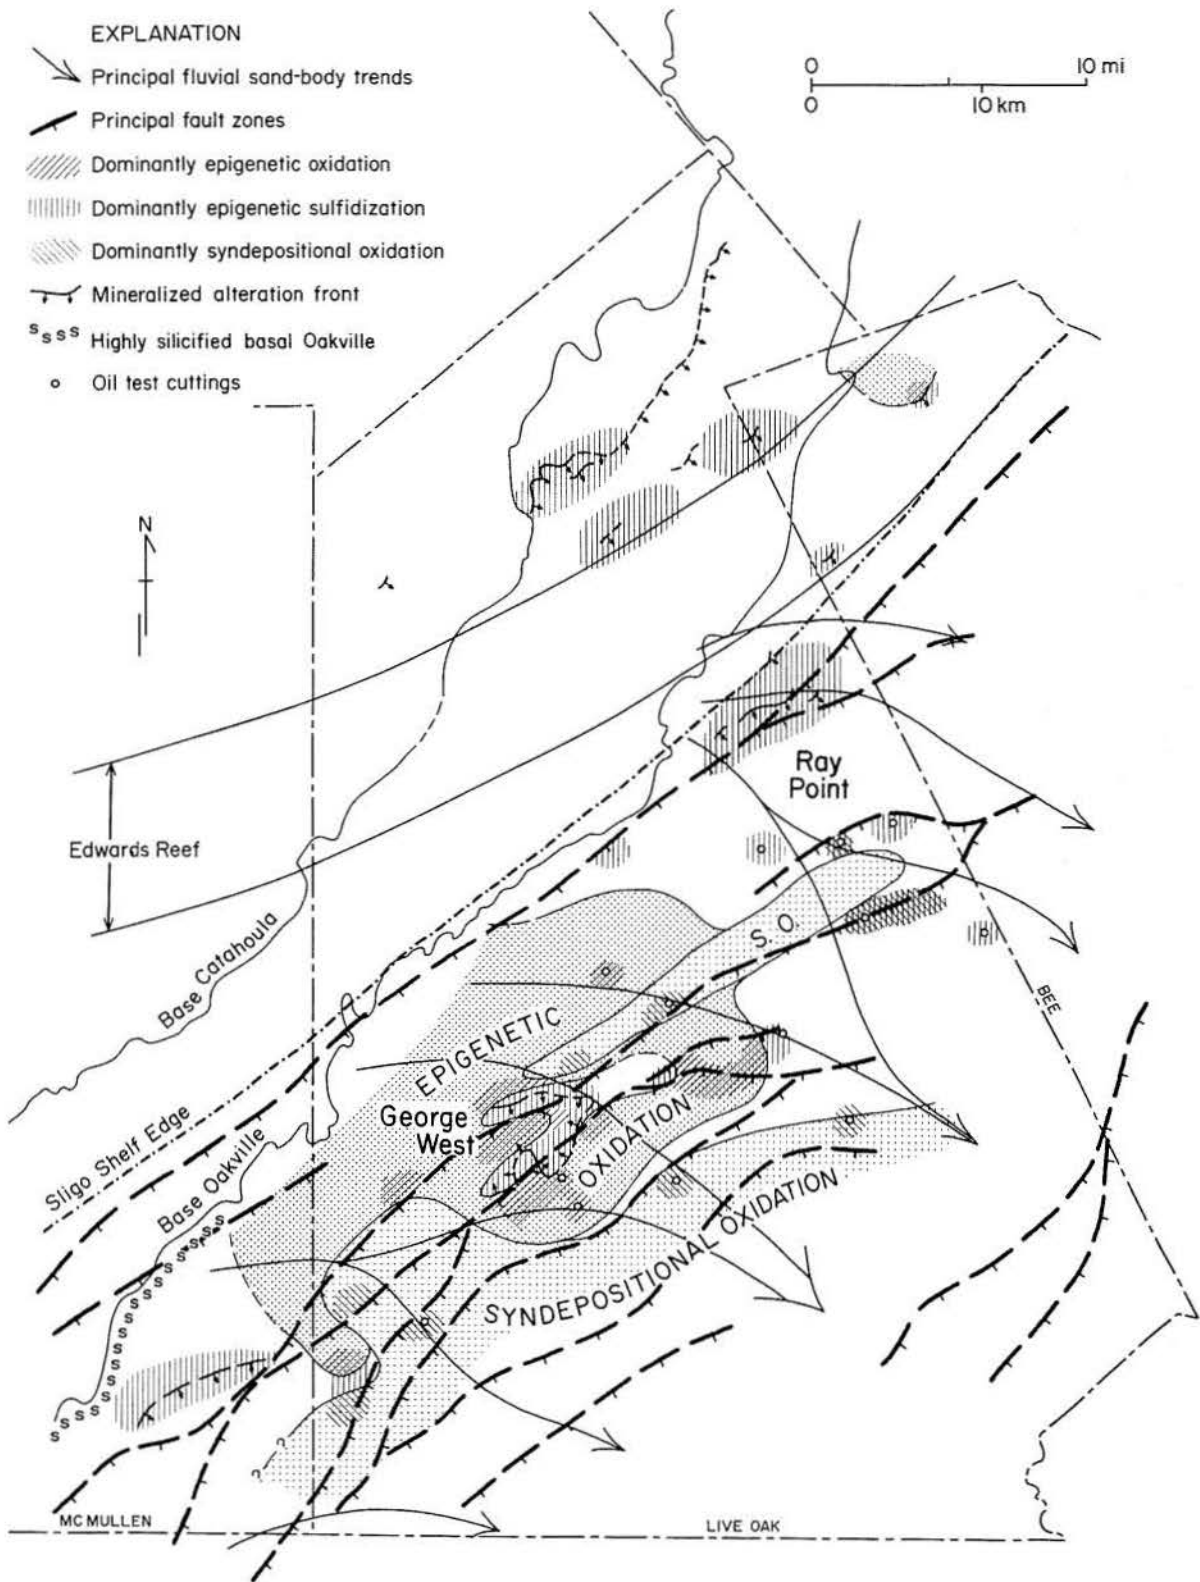 EXPLANATION
Principal fluvial sand-body trends
Principal fault zones
Dominantly epigenetic oxidation
Dominantly epigenetic sulfidization
Dominantly syndepositional oxidation
Mineralized alteration front
s s s s Highly silicified basal Oakville
Oil test cuttings
0 10 mi
0 10 km
N
Edwards Reef
Ray
Point
Base Catahoula
S. O.
BEE
EPIGENETIC
George
West
OXIDATION
Sligo Shelf Edge
Base Oakville
SYNDEPOSITIONAL OXIDATION
s s s s s s s s s s s s s s s s s s s s s s
? ?
MC MULLEN
LIVE OAK